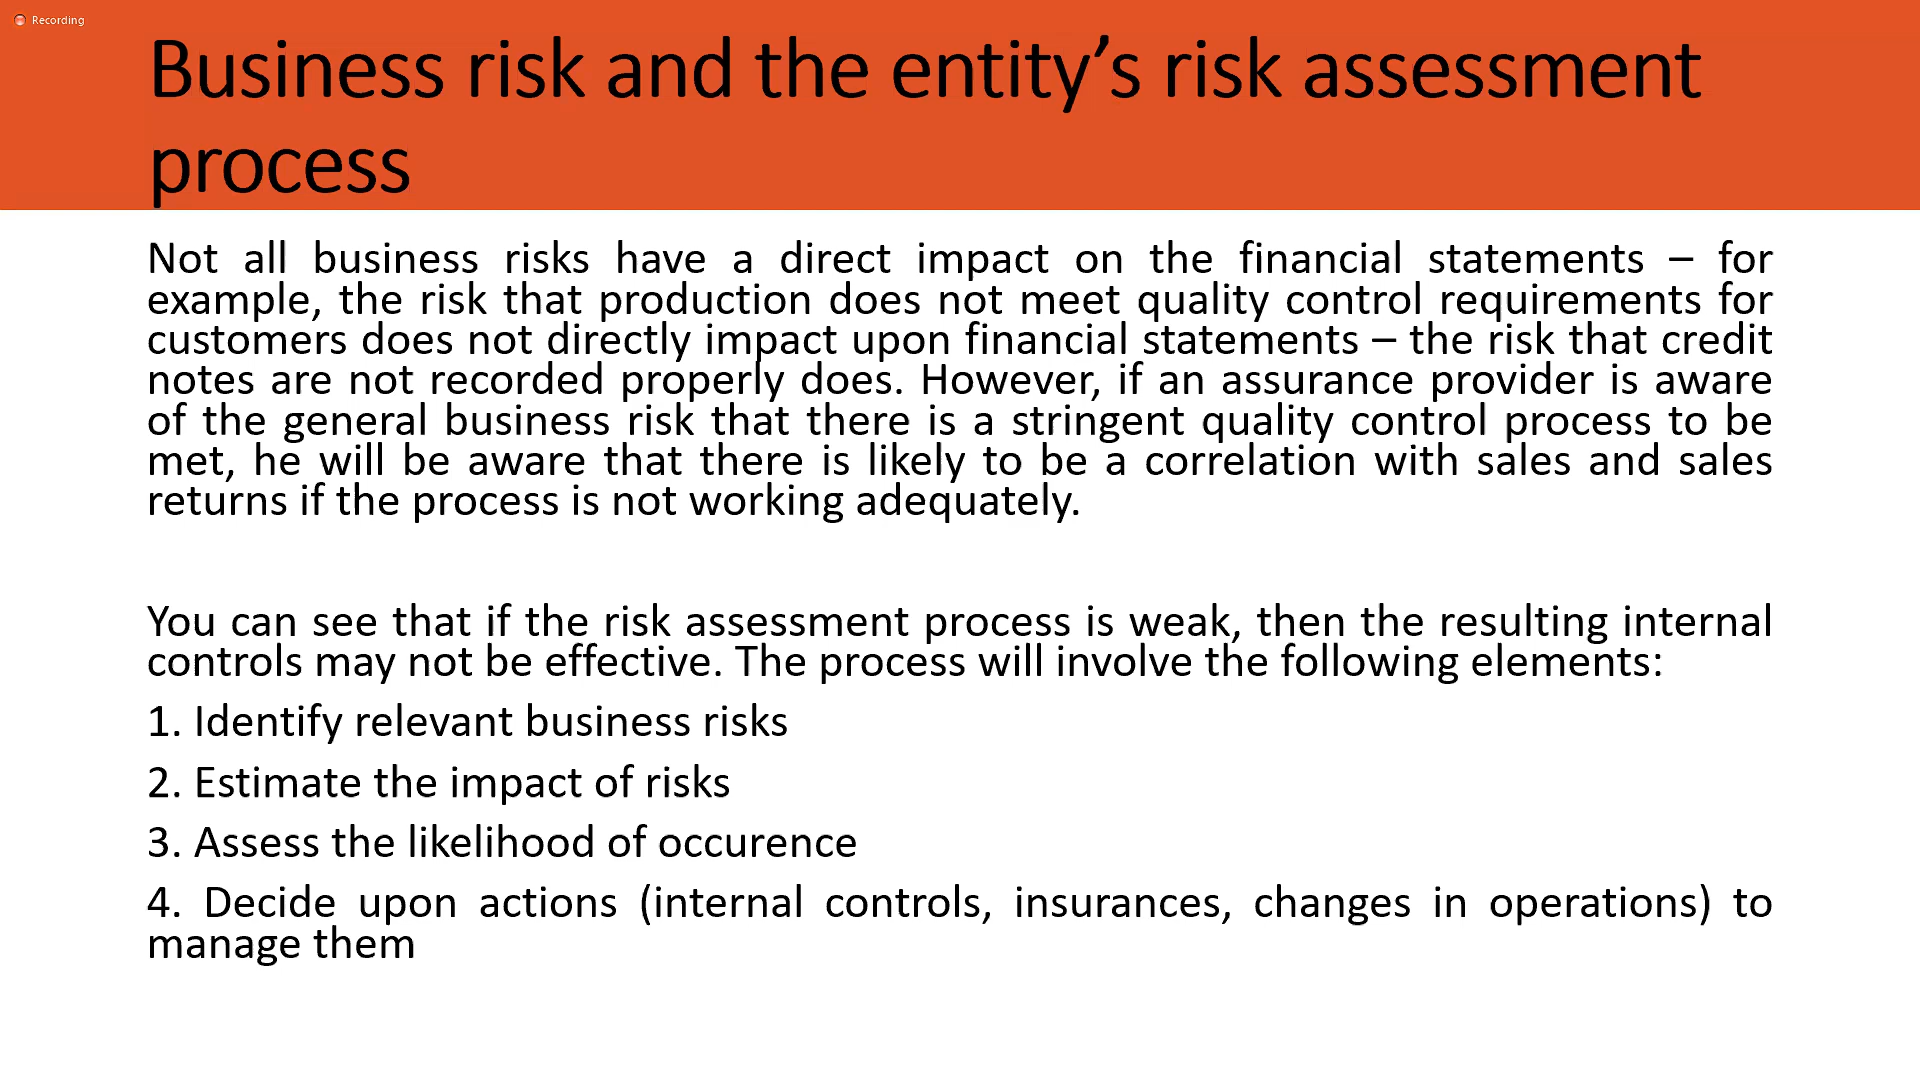 Recording
Business risk and the entity’s risk assessment
process
Not all business risks have a direct impact on the financial statements – for
example, the risk that production does not meet quality control requirements for
customers does not directly impact upon financial statements – the risk that credit
notes are not recorded properly does. However, if an assurance provider is aware
of the general business risk that there is a stringent quality control process to be
met, he will be aware that there is likely to be a correlation with sales and sales
returns if the process is not working adequately.
You can see that if the risk assessment process is weak, then the resulting internal
controls may not be effective. The process will involve the following elements:
1. Identify relevant business risks
2. Estimate the impact of risks
3. Assess the likelihood of occurence
4. Decide upon actions (internal controls, insurances, changes in operations) to
manage them